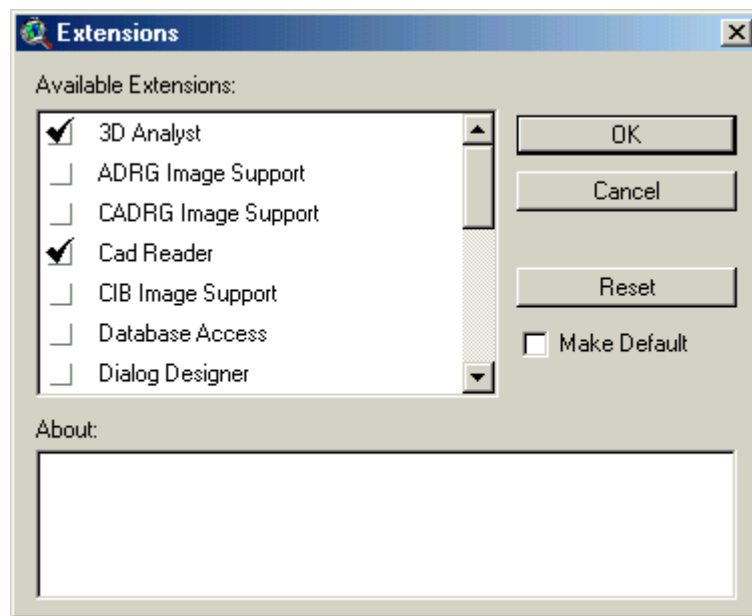 Extensions
Available Extensions:
3D Analyst
ADRG Image Support
CADRG Image Support
Cad Reader
CIB Image Support
Database Access
Dialog Designer
OK
Cancel
Reset
Make Default
About: